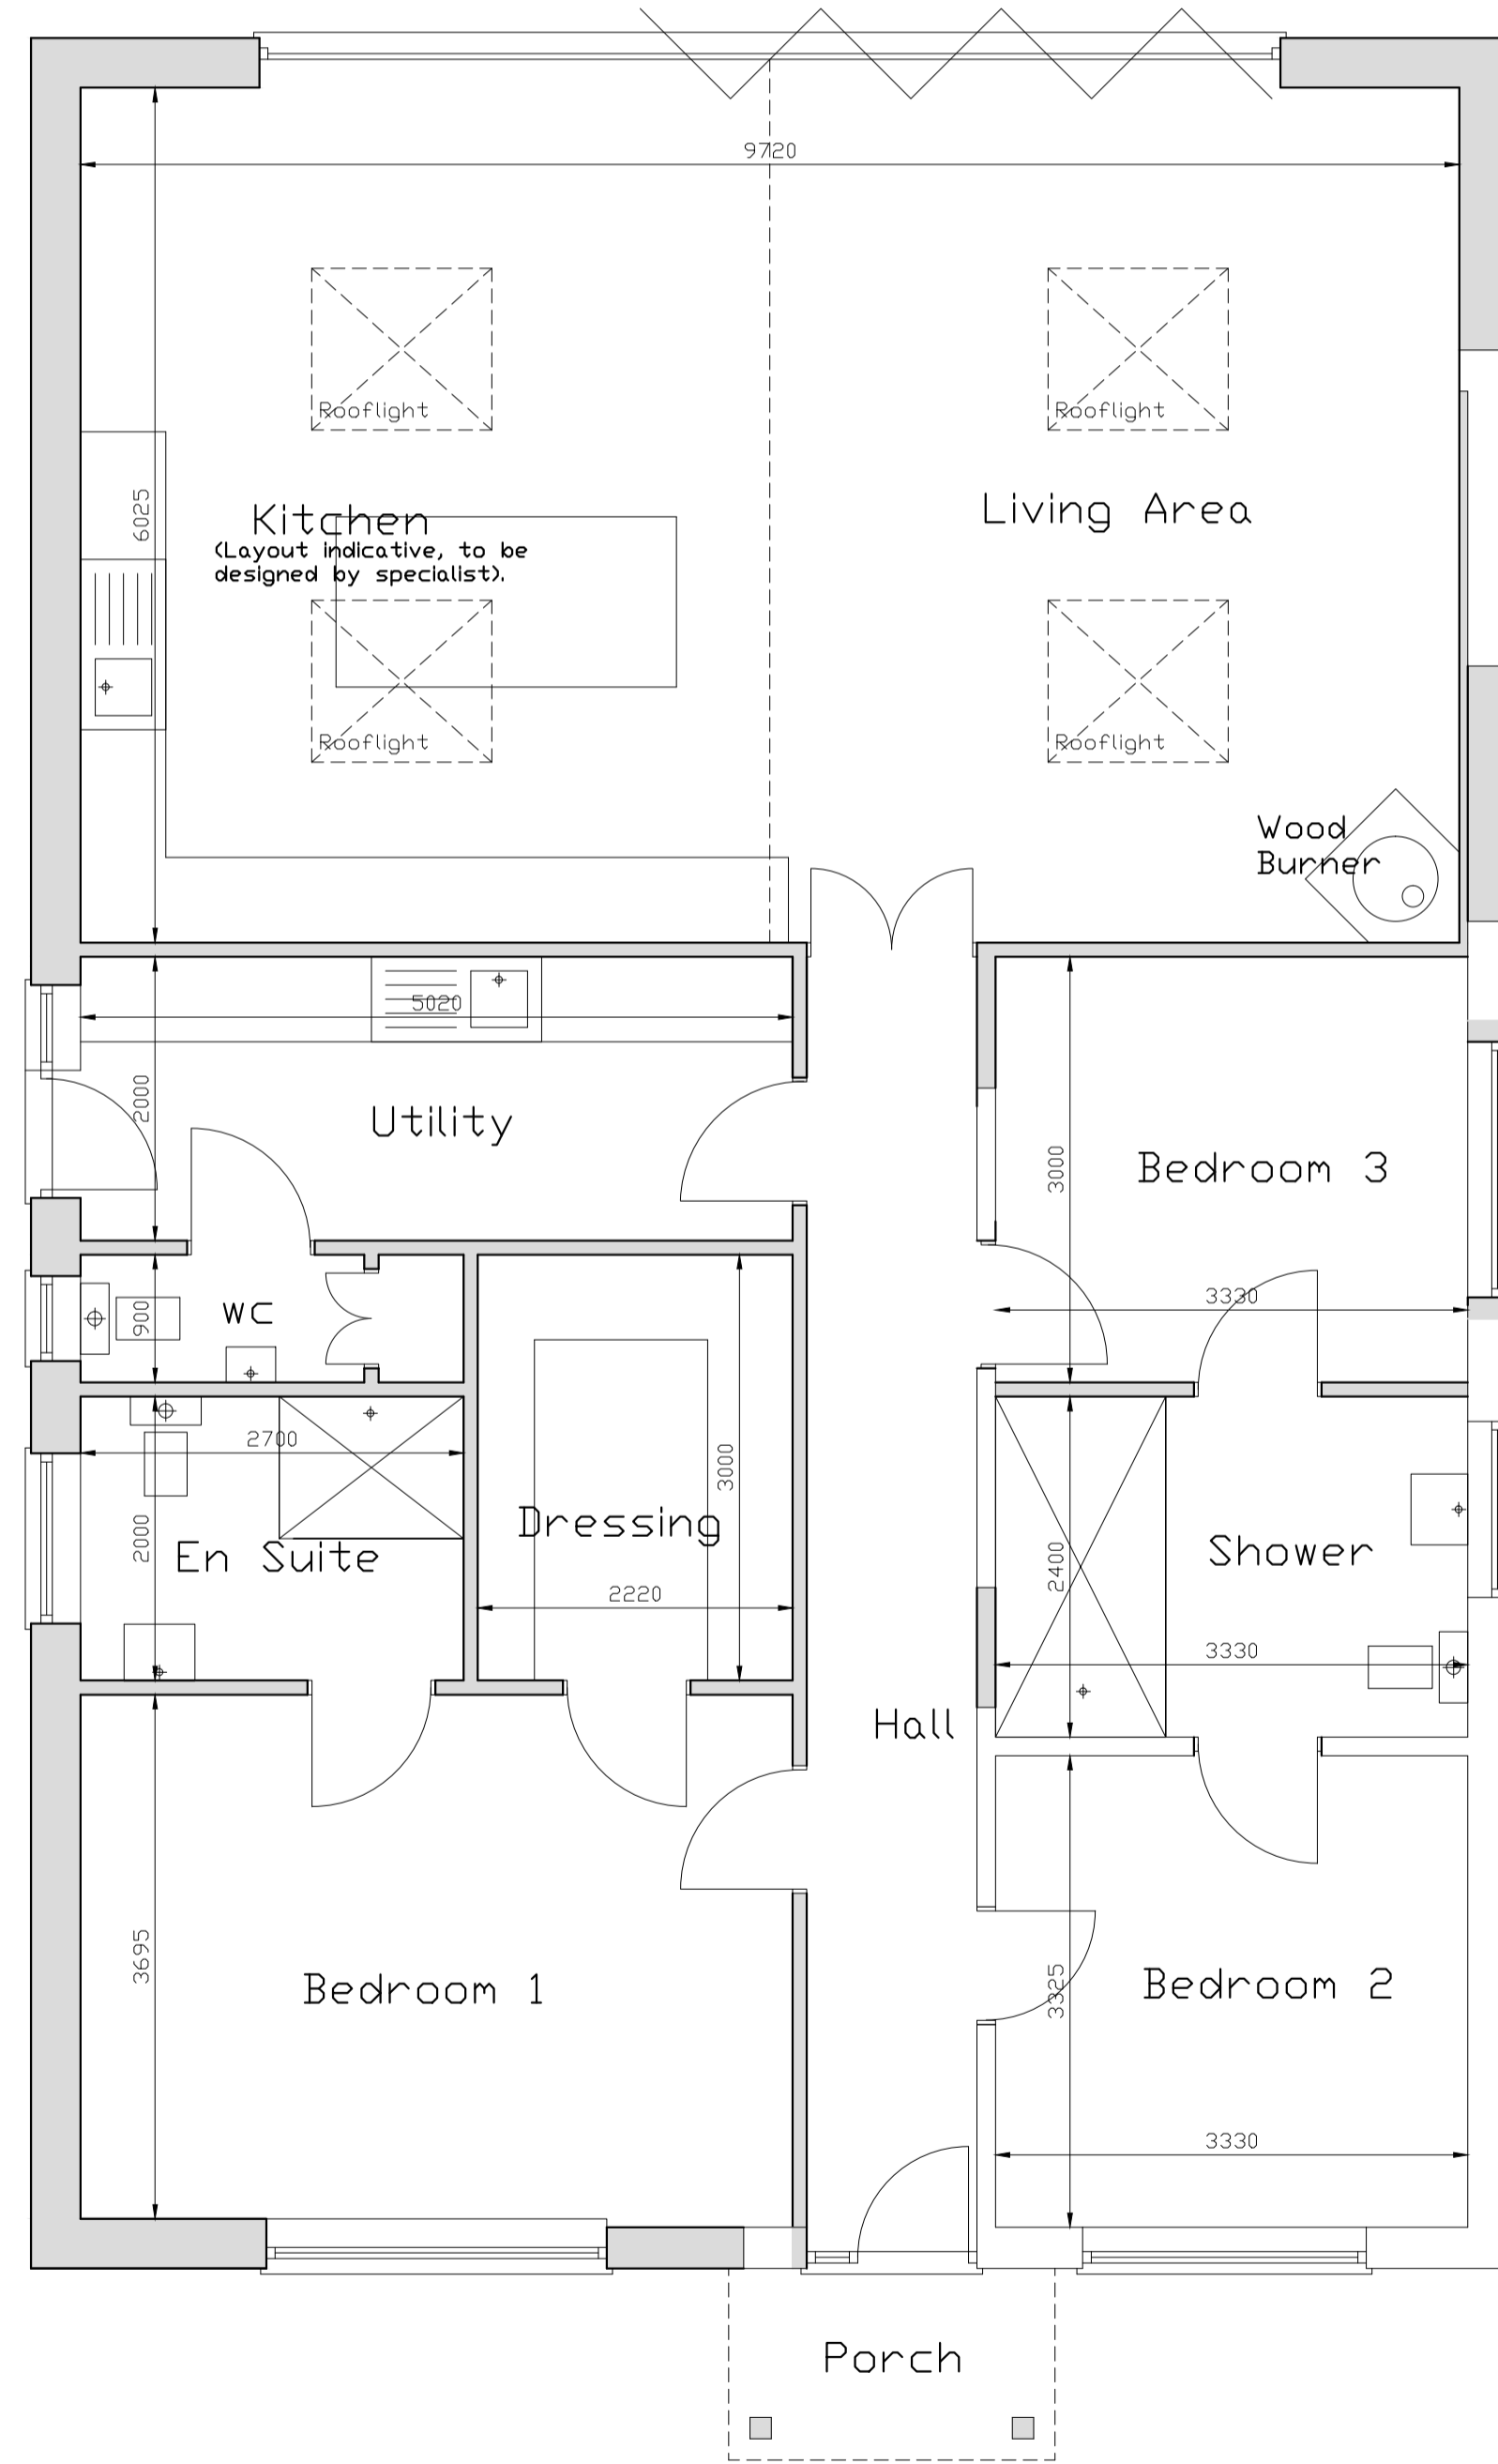 9720
Rooflight
Rooflight
6025
Kitchen
(Layout indicative, to be
designed by specialist).
Living Area
Rooflight
Rooflight
Wood
Burner
5020
2000
Utility
3000
Bedroom 3
3330
900
WC
2700
2000
En Suite
3000
Dressing
2220
2400
Shower
3330
Hall
3695
Bedroom 1
3325
Bedroom 2
3330
Porch